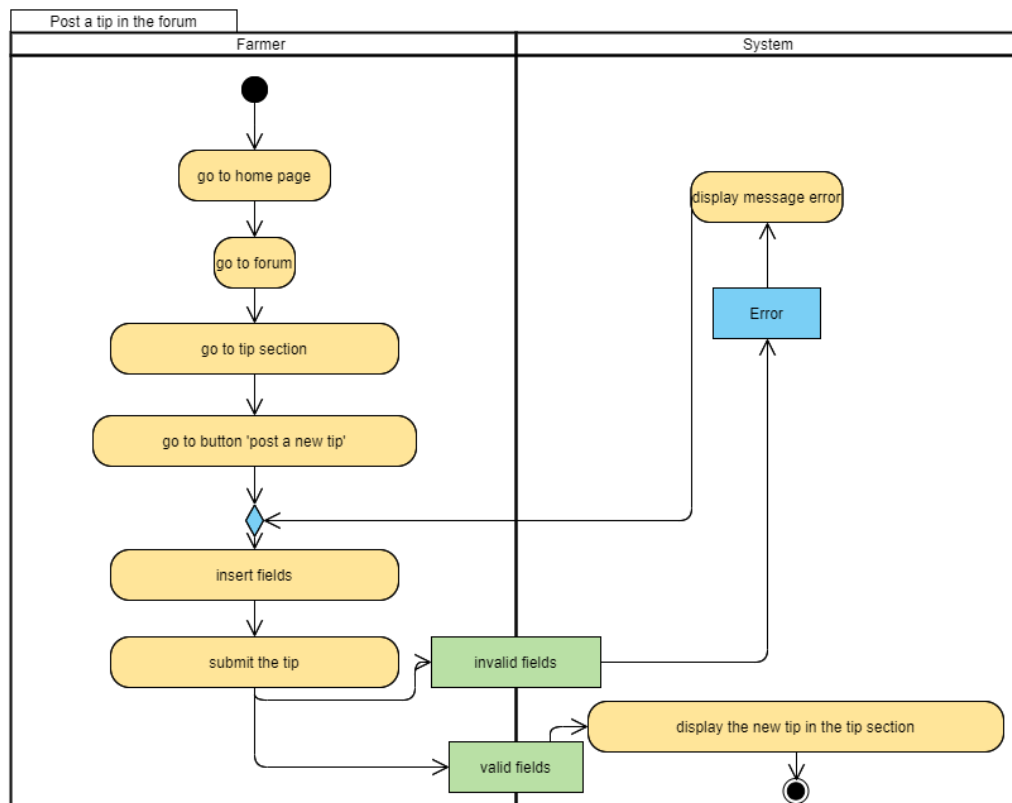 Post a tip in the forum
Farmer
System
go to home page
display message error
go to forum
Error
go to tip section
go to button 'post a new tip'
insert fields
submit the tip
invalid fields
display the new tip in the tip section
valid fields